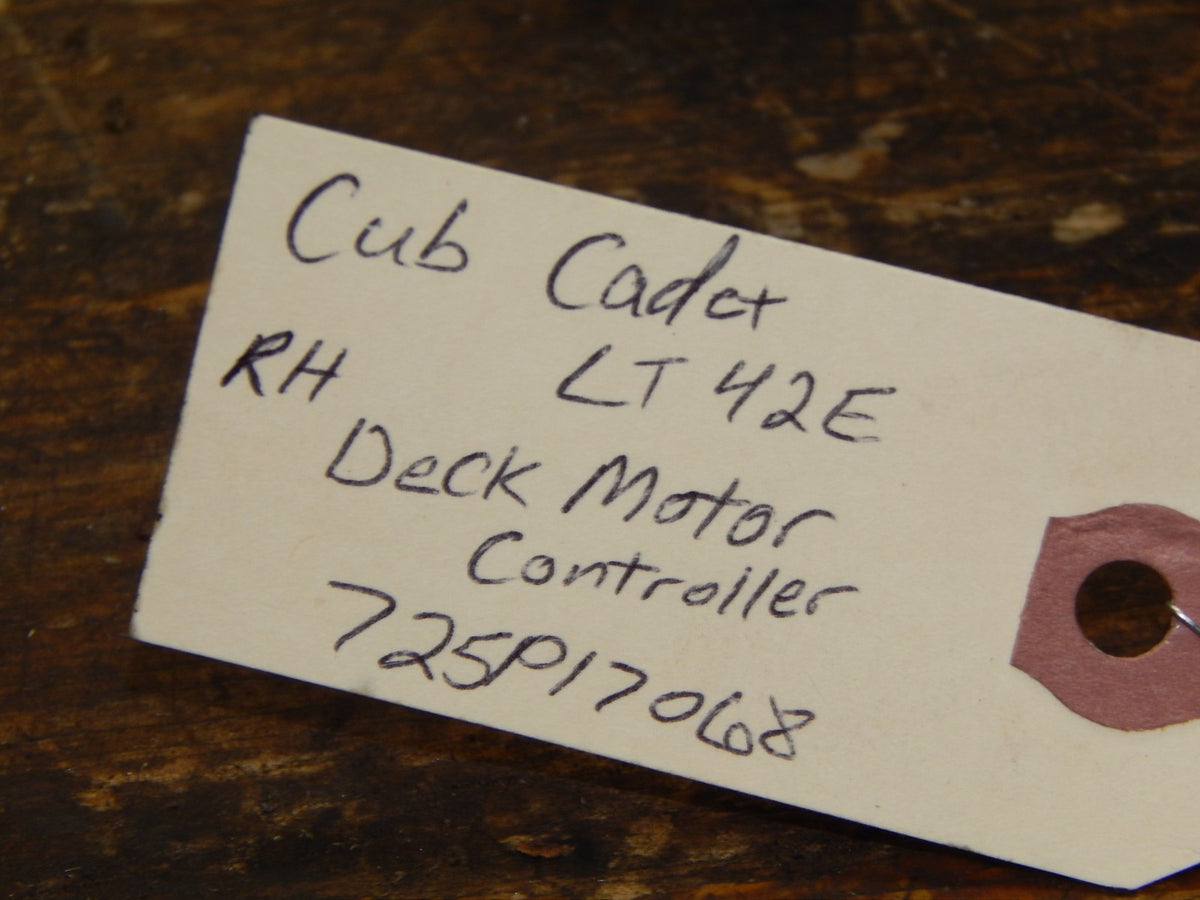 Cub Cadet
LT 42E
RH
Deck Motor
Controller
725P17068